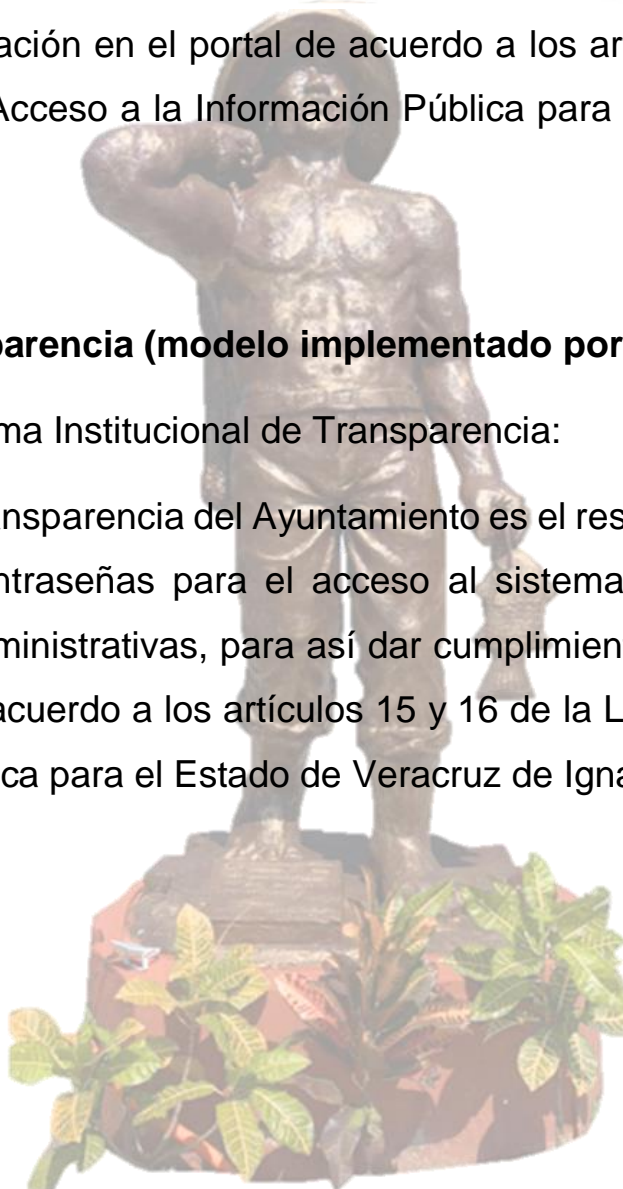 ación en el portal de acuerdo a los ar
Acceso a la Información Pública para
parencia (modelo implementado por
ma Institucional de Transparencia:
ansparencia del Ayuntamiento es el res
ntraseñas para el acceso al sistema
ministrativas, para así dar cumplimien
acuerdo a los artículos 15 y 16 de la L
ica para el Estado de Veracruz de Igna